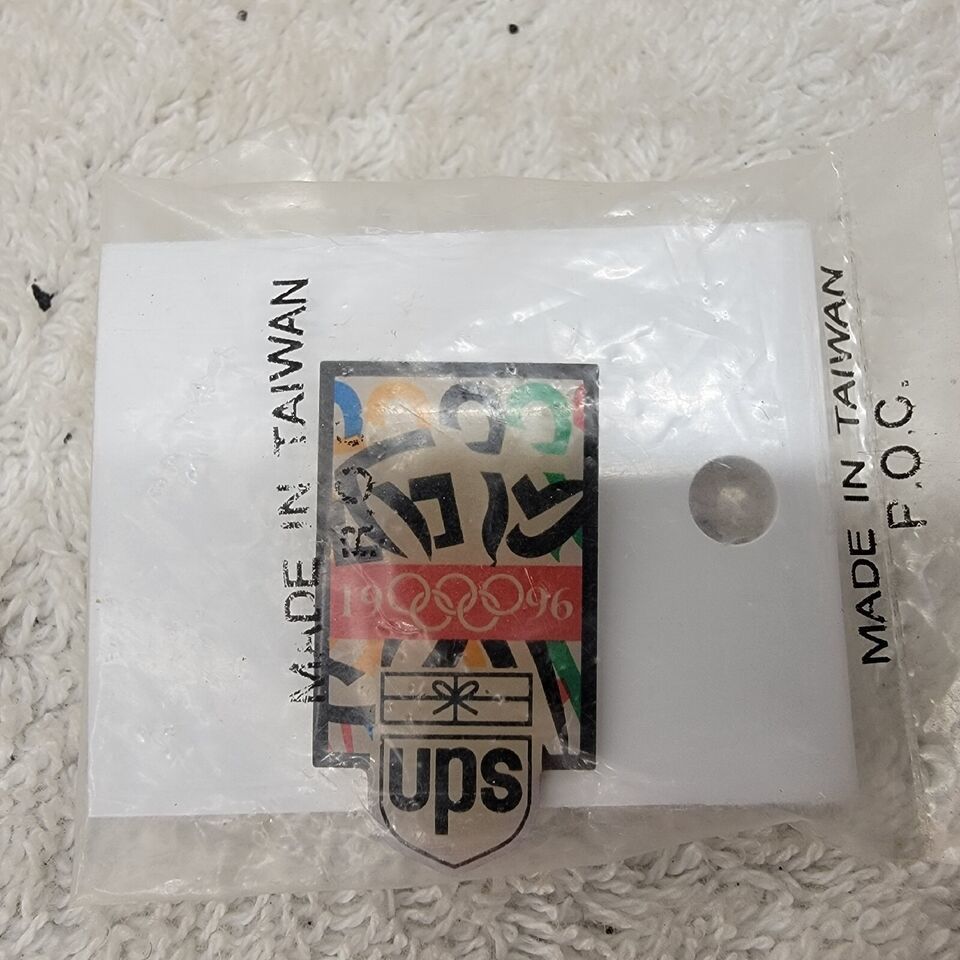 MADE IN TAIWAN
R.O
1996
ups
MADE IN TAIWAN
P.O.C.